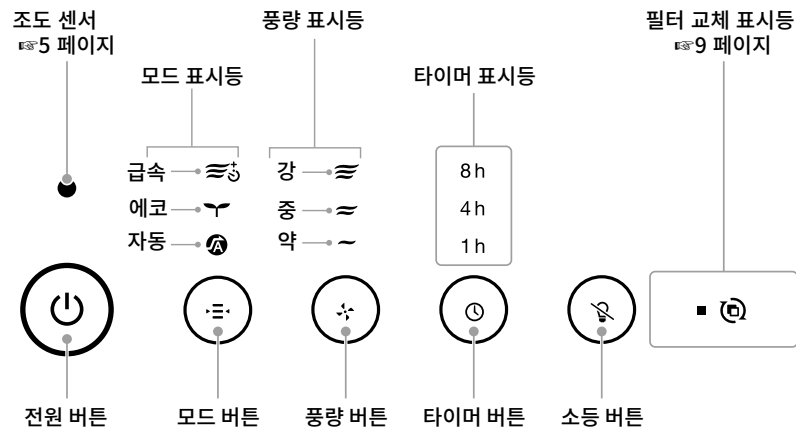 조도 센서
☞5 페이지
풍량 표시등
필터 교체 표시등
☞9 페이지
모드 표시등
타이머 표시등
급속
에코
자동
강
중
약
8h
4h
1h
전원 버튼
모드 버튼
풍량 버튼
타이머 버튼
소등 버튼